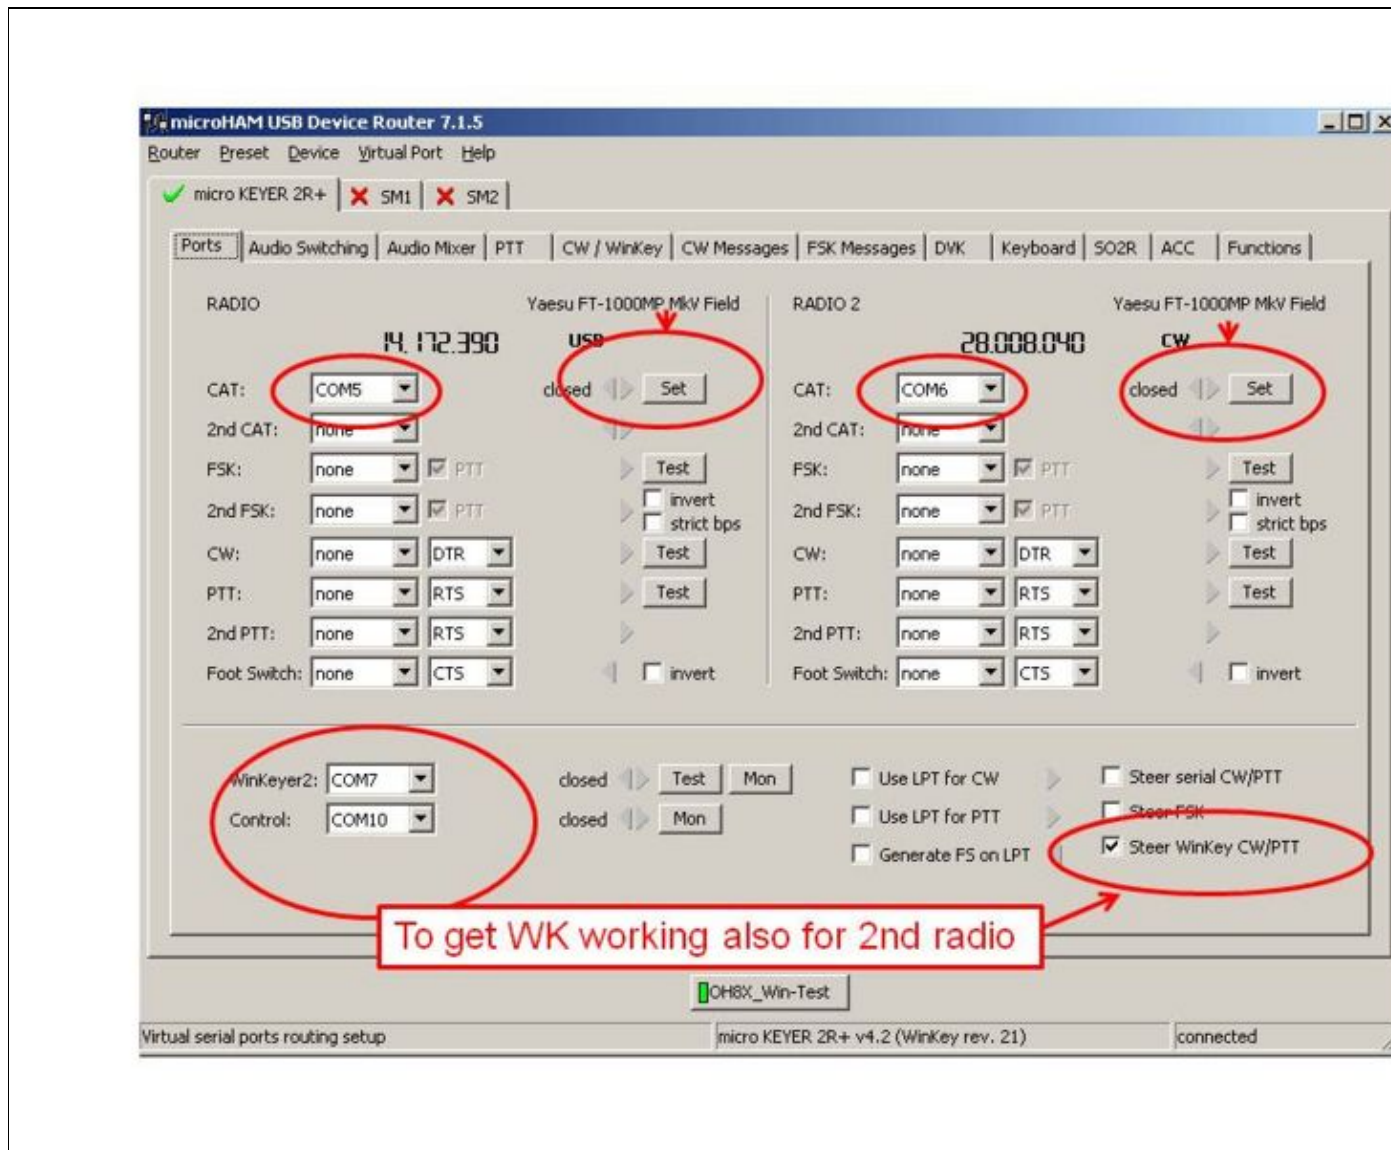 microHAM USB Device Router 7.1.5
Router Preset Device Virtual Port Help
micro KEYER 2R+ SM1 SM2
Ports Audio Switching Audio Mixer PTT CW / WinKey CW Messages FSK Messages DVK Keyboard SO2R ACC Functions
RADIO Yaesu FT-1000MP MkV Field RADIO 2 Yaesu FT-1000MP MkV Field
14.172.390 USB 28.008.040 CW
CAT: COM5 closed Set CAT: COM6 closed Set
2nd CAT: none 2nd CAT: none
FSK: none PTT Test FSK: none PTT Test
2nd FSK: none PTT invert 2nd FSK: none PTT invert
strict bps strict bps
CW: none DTR Test CW: none DTR Test
PTT: none RTS Test PTT: none RTS Test
2nd PTT: none RTS 2nd PTT: none RTS
Foot Switch: none CTS invert Foot Switch: none CTS invert
WinKeyer2: COM7 closed Test Mon Use LPT for CW Steer serial CW/PTT
Control: COM10 closed Mon Use LPT for PTT Steer FSK
Generate FS on LPT Steer WinKey CW/PTT
To get WK working also for 2nd radio
OH8X_Win-Test
Virtual serial ports routing setup micro KEYER 2R+ v4.2 (WinKey rev. 21) connected